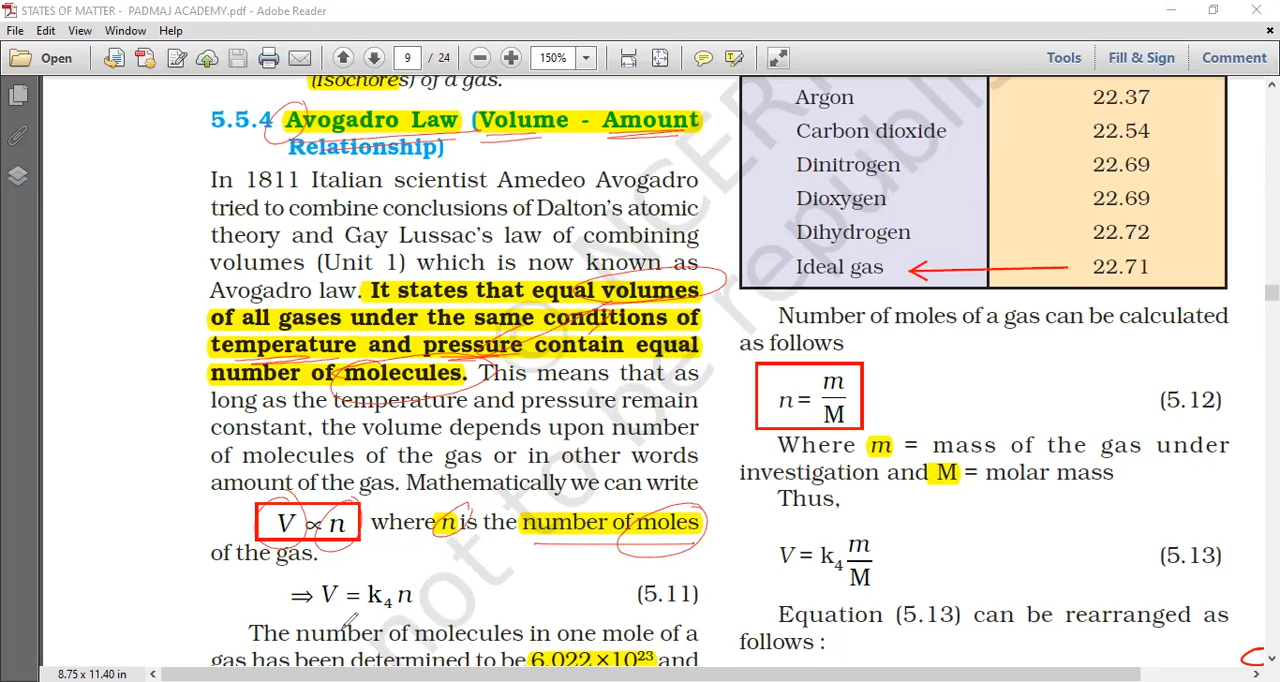 STATES OF MATTER - PADMAJ ACADEMY.pdf - Adobe Reader
File Edit View Window Help
Open 9 / 24 150% Tools Fill & Sign Comment
(Isochores) of a gas.
5.5.4 Avogadro Law (Volume - Amount
Relationship)
In 1811 Italian scientist Amedeo Avogadro
tried to combine conclusions of Dalton's atomic
theory and Gay Lussac's law of combining
volumes (Unit 1) which is now known as
Avogadro law. It states that equal volumes
of all gases under the same conditions of
temperature and pressure contain equal
number of molecules. This means that as
long as the temperature and pressure remain
constant, the volume depends upon number
of molecules of the gas or in other words
amount of the gas. Mathematically we can write
V ∝ n where n is the number of moles
of the gas.
⇒ V = k₄ n (5.11)
The number of molecules in one mole of a
gas has been determined to be 6.022×10²³ and
Argon 22.37
Carbon dioxide 22.54
Dinitrogen 22.69
Dioxygen 22.69
Dihydrogen 22.72
Ideal gas 22.71
Number of moles of a gas can be calculated
as follows
n = m/M (5.12)
Where m = mass of the gas under
investigation and M = molar mass
Thus,
V = k₄ m/M (5.13)
Equation (5.13) can be rearranged as
follows :
© NCERT
not to be republis
8.75 x 11.40 in